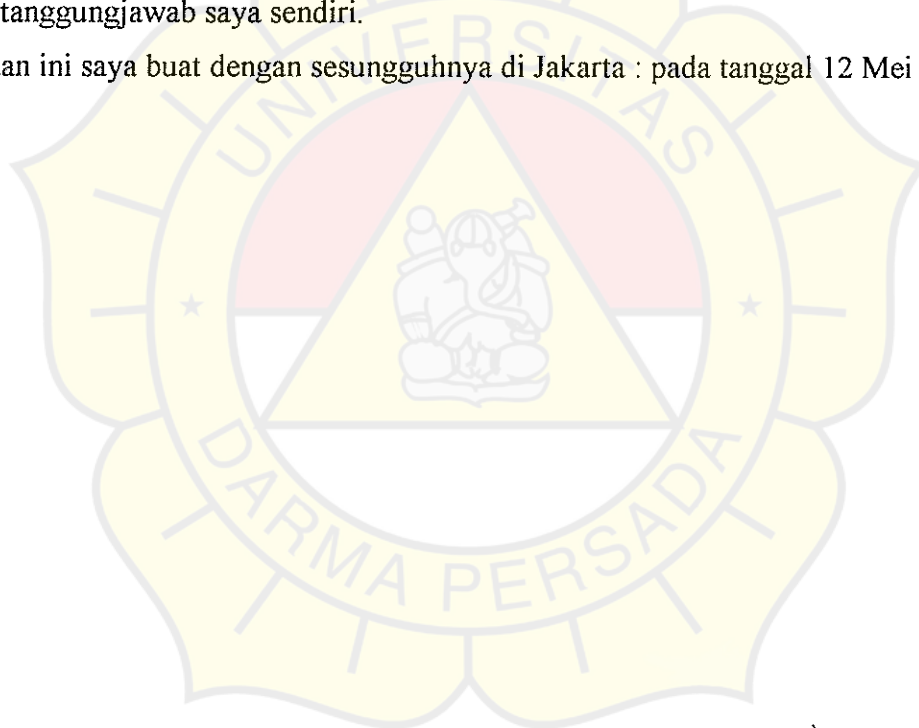 tanggungjawab saya sendiri.
an ini saya buat dengan sesungguhnya di Jakarta : pada tanggal 12 Mei
UNIVERSITAS
DARMA PERSADA